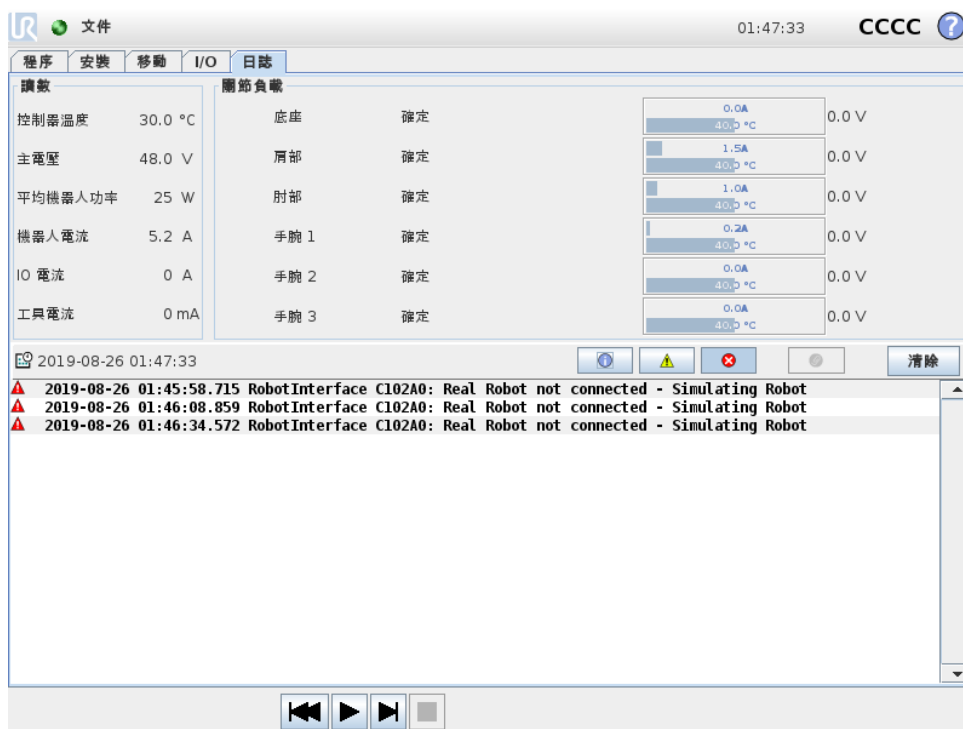 UR 文件 01:47:33 CCCC ?
程序 安裝 移動 I/O 日誌
讀數 關節負載
控制器溫度 30.0 °C 底座 確定 0.0A 40.0 °C 0.0 V
主電壓 48.0 V 肩部 確定 1.5A 40.0 °C 0.0 V
平均機器人功率 25 W 肘部 確定 1.0A 40.0 °C 0.0 V
機器人電流 5.2 A 手腕 1 確定 0.2A 40.0 °C 0.0 V
IO 電流 0 A 手腕 2 確定 0.0A 40.0 °C 0.0 V
工具電流 0 mA 手腕 3 確定 0.0A 40.0 °C 0.0 V
2019-08-26 01:47:33 清除
2019-08-26 01:45:58.715 RobotInterface C102A0: Real Robot not connected - Simulating Robot
2019-08-26 01:46:08.859 RobotInterface C102A0: Real Robot not connected - Simulating Robot
2019-08-26 01:46:34.572 RobotInterface C102A0: Real Robot not connected - Simulating Robot